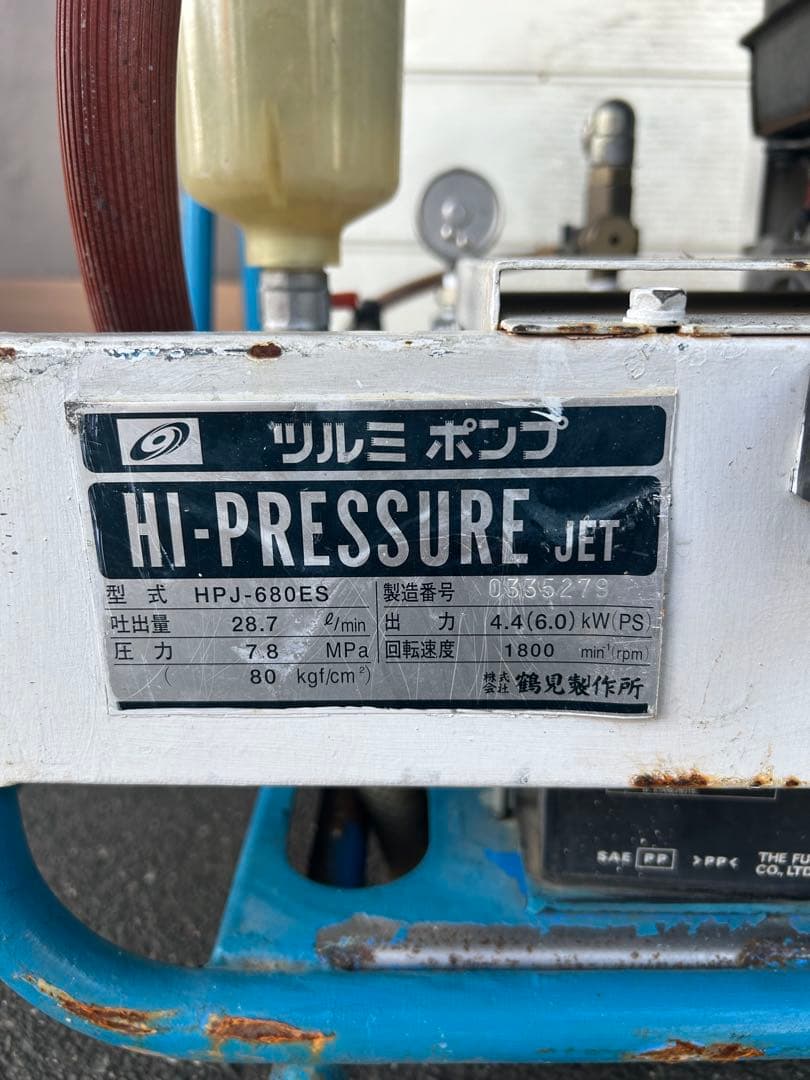 ツルミポンプ
HI-PRESSURE JET
型式 HPJ-680ES 製造番号 0335279
吐出量 28.7 ℓ/min 出力 4.4(6.0)kW(PS)
圧力 7.8 MPa 回転速度 1800 min⁻¹(rpm)
( 80 kgf/cm²) 株式会社 鶴見製作所
SAE PP >PP< THE FU
CO., LTD